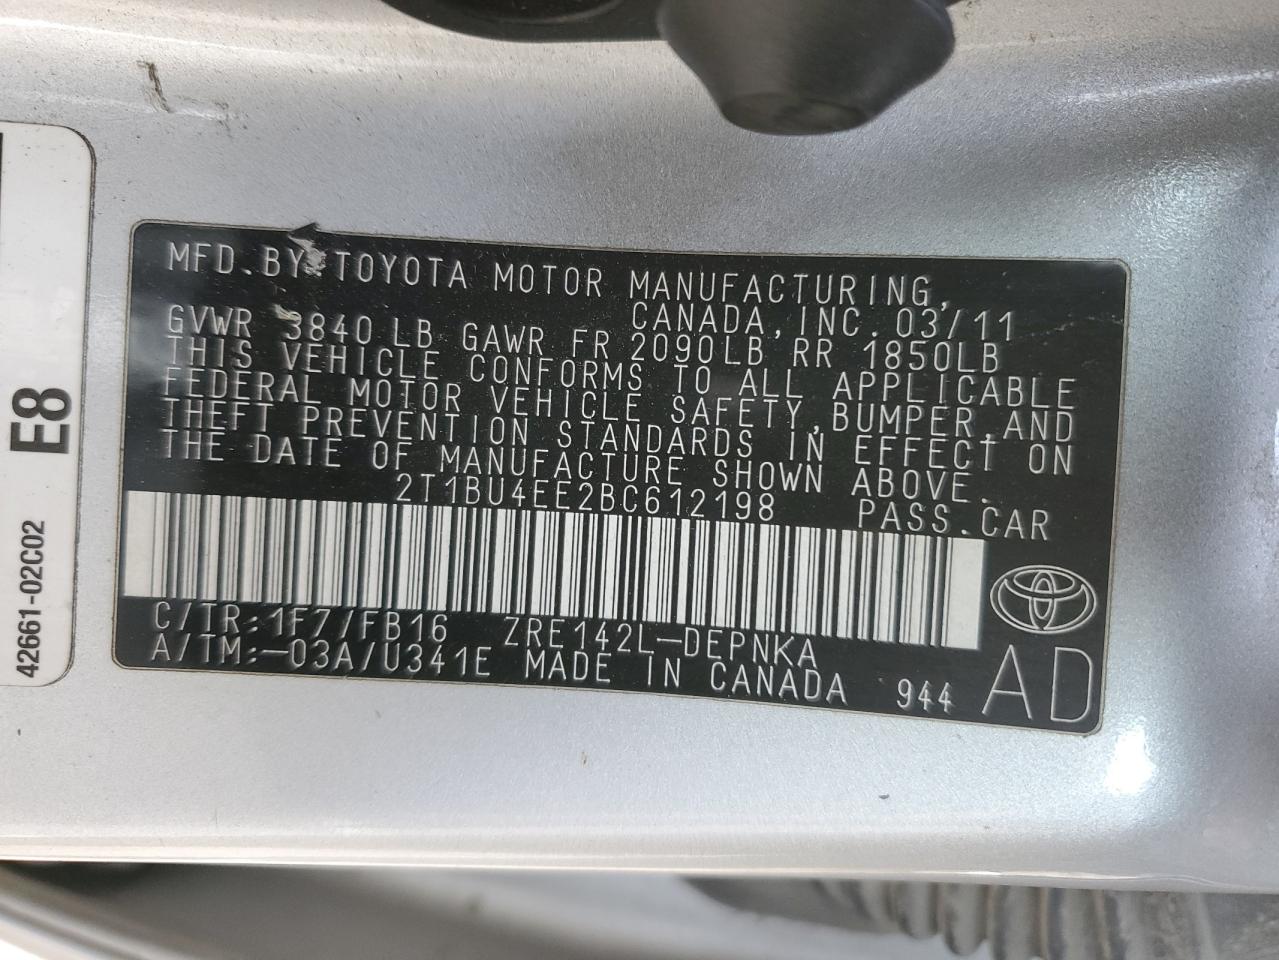 MFD.BY:TOYOTA MOTOR MANUFACTURING,
CANADA,INC. 03/11
GVWR 3840 LB GAWR FR 2090LB RR 1850LB
THIS VEHICLE CONFORMS TO ALL APPLICABLE
FEDERAL MOTOR VEHICLE SAFETY,BUMPER,AND
THEFT PREVENTION STANDARDS IN EFFECT ON
THE DATE OF MANUFACTURE SHOWN ABOVE.
2T1BU4EE2BC612198 PASS.CAR
C/TR:1F7/FB16 ZRE142L-DEPNKA
A/TM:-03A/U341E MADE IN CANADA 944 AD
42661-02C02 E8